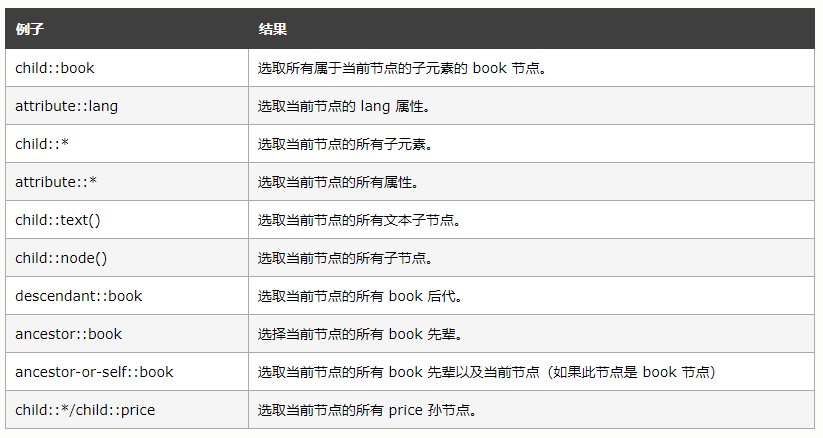 例子 结果
child::book 选取所有属于当前节点的子元素的 book 节点。
attribute::lang 选取当前节点的 lang 属性。
child::* 选取当前节点的所有子元素。
attribute::* 选取当前节点的所有属性。
child::text() 选取当前节点的所有文本子节点。
child::node() 选取当前节点的所有子节点。
descendant::book 选取当前节点的所有 book 后代。
ancestor::book 选择当前节点的所有 book 先辈。
ancestor-or-self::book 选取当前节点的所有 book 先辈以及当前节点（如果此节点是 book 节点）
child::*/child::price 选取当前节点的所有 price 孙节点。